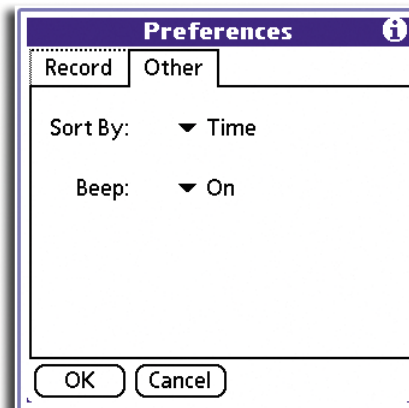 Preferences
Record Other
Sort By: Time
Beep: On
OK Cancel